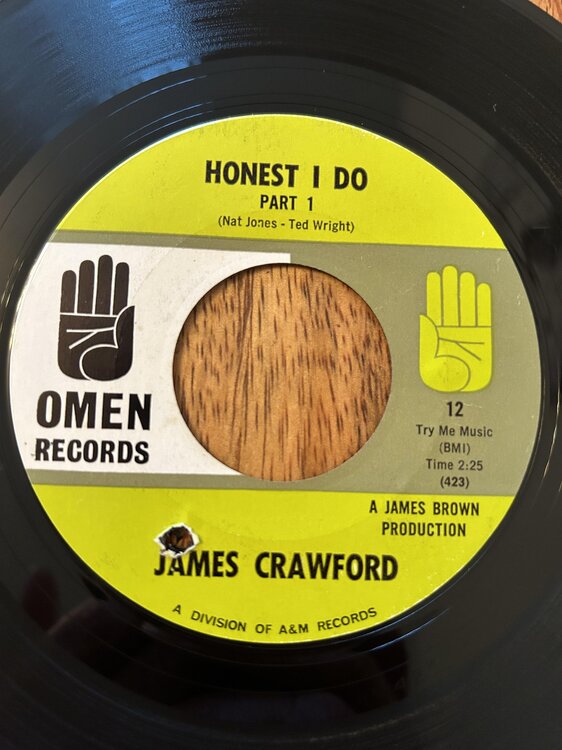 HONEST I DO
PART 1
(Nat Jones - Ted Wright)
OMEN
RECORDS
12
Try Me Music
(BMI)
Time 2:25
(423)
A JAMES BROWN
PRODUCTION
JAMES CRAWFORD
A DIVISION OF A&M RECORDS